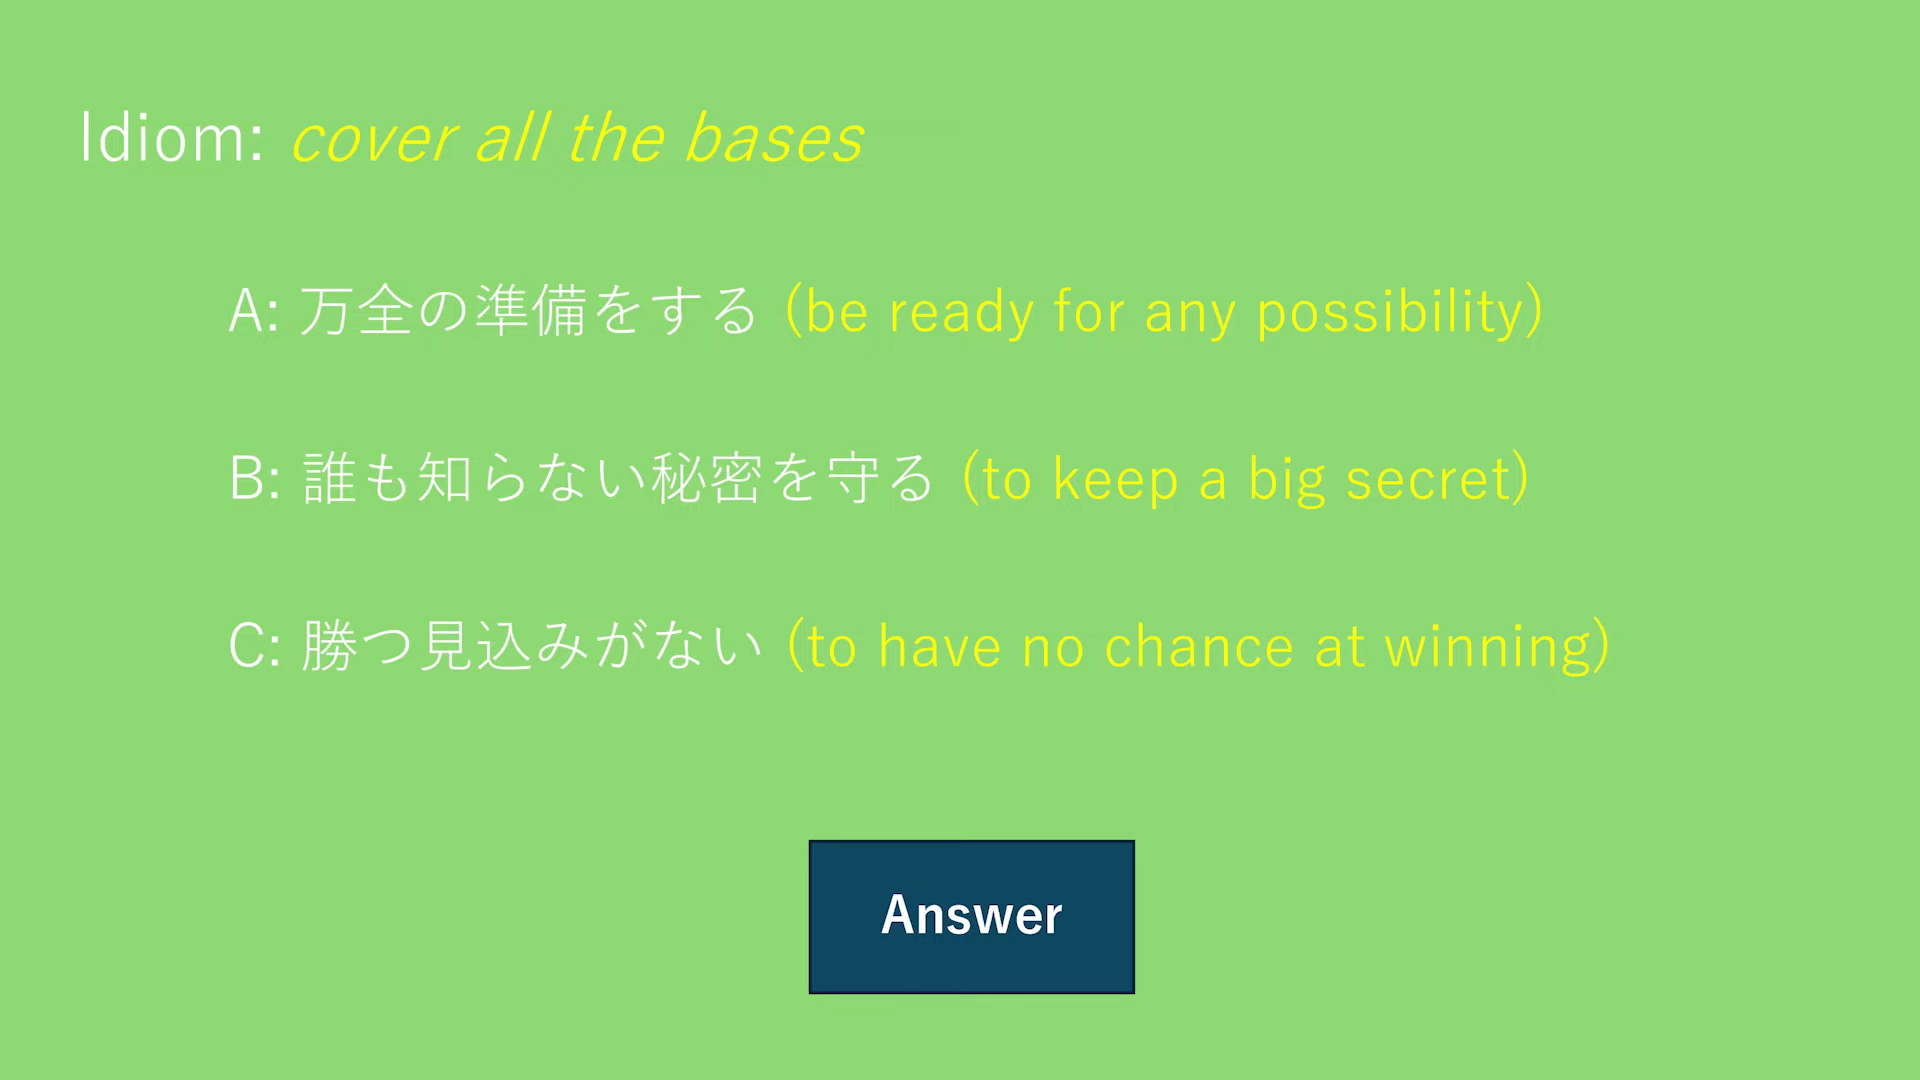 Idiom: cover all the bases
A: 万全の準備をする (be ready for any possibility)
B: 誰も知らない秘密を守る (to keep a big secret)
C: 勝つ見込みがない (to have no chance at winning)
Answer